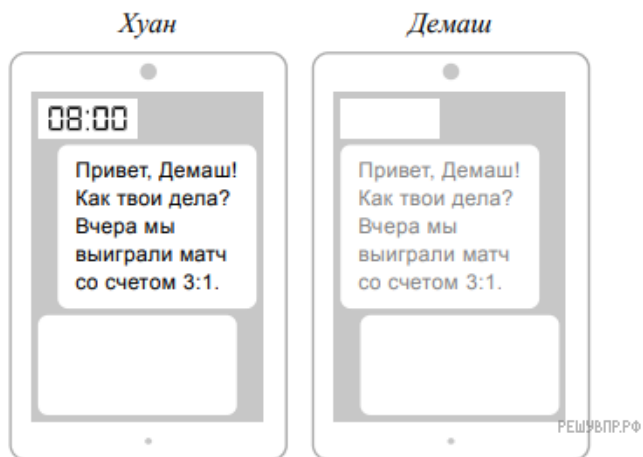 Хуан
08:00
Привет, Демаш!
Как твои дела?
Вчера мы
выиграли матч
со счетом 3:1.
Демаш
Привет, Демаш!
Как твои дела?
Вчера мы
выиграли матч
со счетом 3:1.
РЕШУВПР.РФ